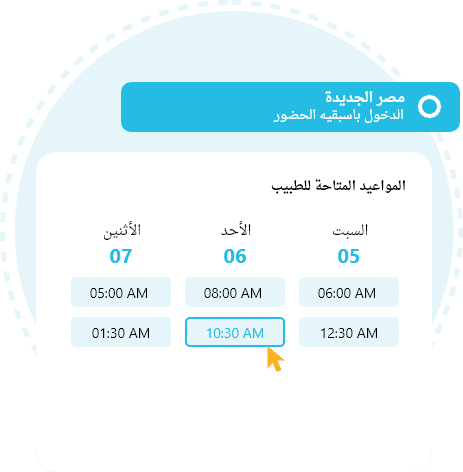 مصر الجديدة
الدخول باسبقيه الحضور
المواعيد المتاحة للطبيب
السبت الأحد الأثنين
05 06 07
06:00 AM 08:00 AM 05:00 AM
12:30 AM 10:30 AM 01:30 AM